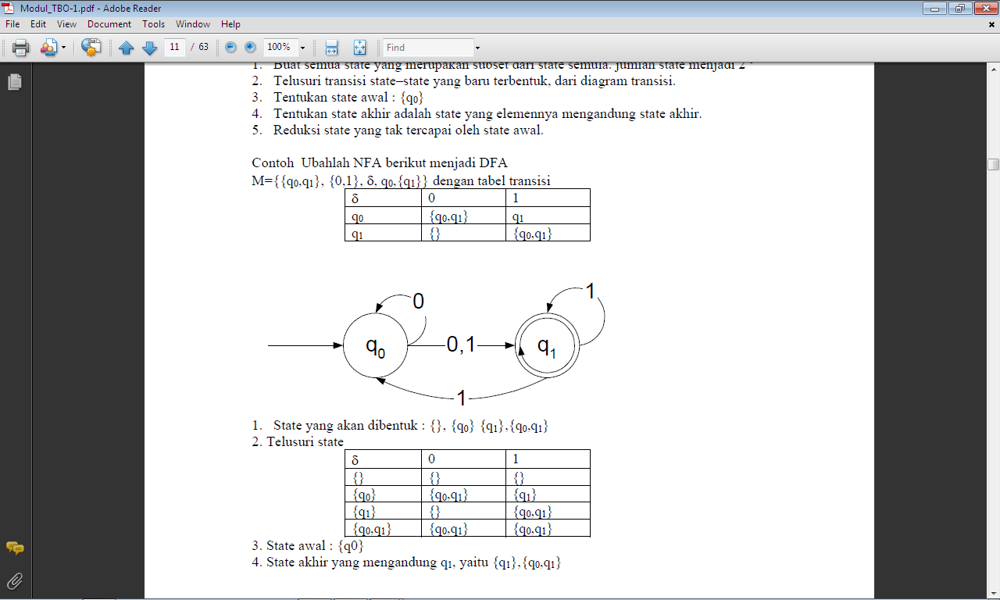 Modul_TBO-1.pdf - Adobe Reader
File Edit View Document Tools Window Help
11 / 63 100% Find
1. Buat semua state yang merupakan subset dari state semula. jumlah state menjadi 2
2. Telusuri transisi state–state yang baru terbentuk, dari diagram transisi.
3. Tentukan state awal : {q0}
4. Tentukan state akhir adalah state yang elemennya mengandung state akhir.
5. Reduksi state yang tak tercapai oleh state awal.
Contoh Ubahlah NFA berikut menjadi DFA
M={{q0,q1}, {0,1}, δ, q0,{q1}} dengan tabel transisi
δ 0 1
q0 {q0,q1} q1
q1 {} {q0,q1}
0
1
q0
0,1
q1
1
1. State yang akan dibentuk : {}, {q0} {q1},{q0,q1}
2. Telusuri state
δ 0 1
{} {} {}
{q0} {q0,q1} {q1}
{q1} {} {q0,q1}
{q0,q1} {q0,q1} {q0,q1}
3. State awal : {q0}
4. State akhir yang mengandung q1, yaitu {q1},{q0,q1}